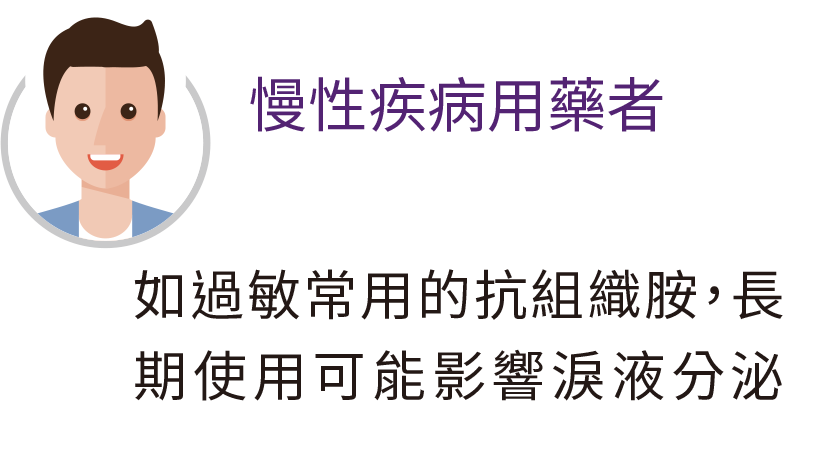 慢性疾病用藥者
如過敏常用的抗組織胺，長
期使用可能影響淚液分泌